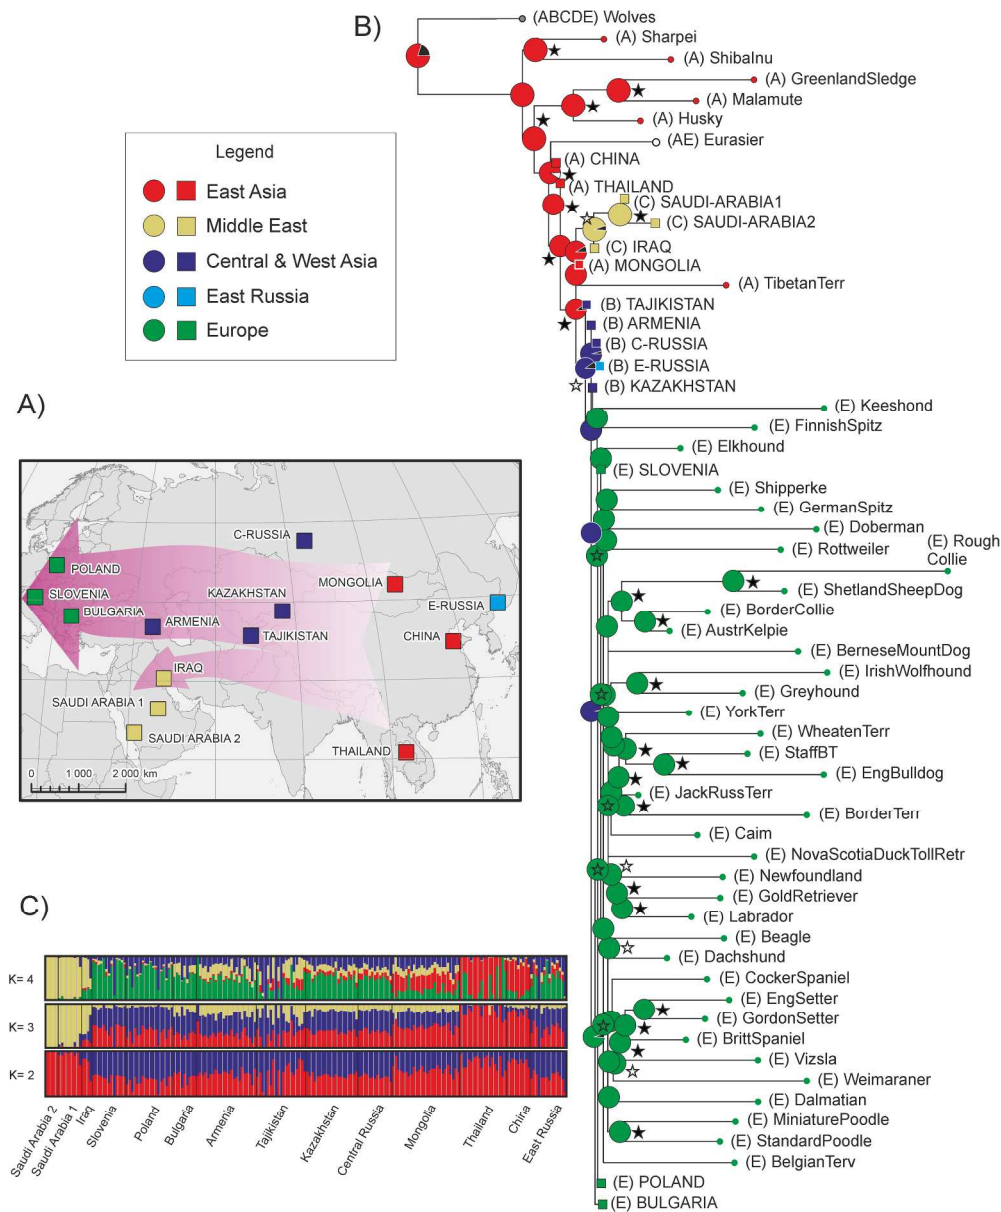 B)
(ABCDE) Wolves
(A) Sharpei
(A) ShibaInu
(A) GreenlandSledge
(A) Malamute
(A) Husky
(AE) Eurasier
(A) CHINA
(A) THAILAND
(C) SAUDI-ARABIA1
(C) SAUDI-ARABIA2
(C) IRAQ
(A) MONGOLIA
(A) TibetanTerr
(B) TAJIKISTAN
(B) ARMENIA
(B) C-RUSSIA
(B) E-RUSSIA
(B) KAZAKHSTAN
(E) Keeshond
(E) FinnishSpitz
(E) Elkhound
(E) SLOVENIA
(E) Shipperke
(E) GermanSpitz
(E) Doberman
(E) Rottweiler
(E) Rough
Collie
(E) ShetlandSheepDog
(E) BorderCollie
(E) AustrKelpie
(E) BerneseMountDog
(E) IrishWolfhound
(E) Greyhound
(E) YorkTerr
(E) WheatenTerr
(E) StaffBT
(E) EngBulldog
(E) JackRussTerr
(E) BorderTerr
(E) Cairn
(E) NovaScotiaDuckTollRetr
(E) Newfoundland
(E) GoldRetriever
(E) Labrador
(E) Beagle
(E) Dachshund
(E) CockerSpaniel
(E) EngSetter
(E) GordonSetter
(E) BrittSpaniel
(E) Vizsla
(E) Weimaraner
(E) Dalmatian
(E) MiniaturePoodle
(E) StandardPoodle
(E) BelgianTerv
(E) POLAND
(E) BULGARIA
Legend
East Asia
Middle East
Central & West Asia
East Russia
Europe
A)
C-RUSSIA
POLAND
MONGOLIA
SLOVENIA
KAZAKHSTAN
E-RUSSIA
BULGARIA
ARMENIA
TAJIKISTAN
CHINA
IRAQ
SAUDI ARABIA 1
SAUDI ARABIA 2
THAILAND
0 1 000 2 000 km
C)
K= 4
K= 3
K= 2
Saudi Arabia 2
Saudi Arabia 1
Iraq
Slovenia
Poland
Bulgaria
Armenia
Tajikisten
Kazakhsten
Central Russia
Mongolia
Thailand
China
East Russia